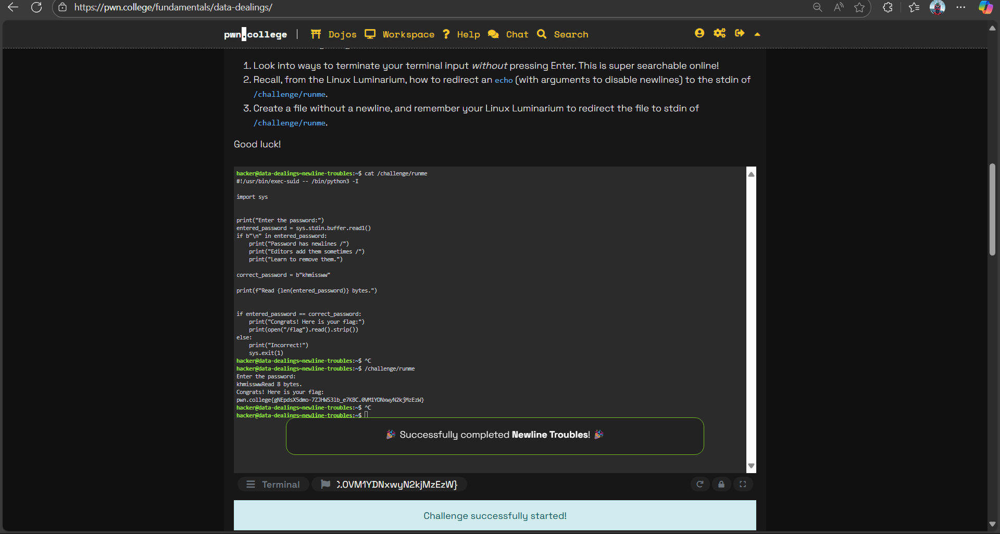 https://pwn.college/fundamentals/data-dealings/
pwn.college | Dojos Workspace ? Help Chat Search
1. Look into ways to terminate your terminal input without pressing Enter. This is super searchable online!
2. Recall, from the Linux Luminarium, how to redirect an echo (with arguments to disable newlines) to the stdin of
/challenge/runme.
3. Create a file without a newline, and remember your Linux Luminarium to redirect the file to stdin of
/challenge/runme.
Good luck!
hacker@data-dealings~newline-troubles:~$ cat /challenge/runme
#!/usr/bin/exec-suid -- /bin/python3 -I
import sys
print("Enter the password:")
entered_password = sys.stdin.buffer.read1()
if b"\n" in entered_password:
    print("Password has newlines /")
    print("Editors add them sometimes /")
    print("Learn to remove them.")
correct_password = b"khmissww"
print(f"Read {len(entered_password)} bytes.")
if entered_password == correct_password:
    print("Congrats! Here is your flag:")
    print(open("/flag").read().strip())
else:
    print("Incorrect!")
    sys.exit(1)
hacker@data-dealings~newline-troubles:~$ ^C
hacker@data-dealings~newline-troubles:~$ /challenge/runme
Enter the password:
khmisswwRead 8 bytes.
Congrats! Here is your flag:
pwn.college{gNEpdsX5dmo-7ZJHWS3lb_e7KBC.0VM1YDNxwyN2kjMzEzW}
hacker@data-dealings~newline-troubles:~$ ^C
hacker@data-dealings~newline-troubles:~$
🎉 Successfully completed Newline Troubles! 🎉
Terminal
C.0VM1YDNxwyN2kjMzEzW}
Challenge successfully started!